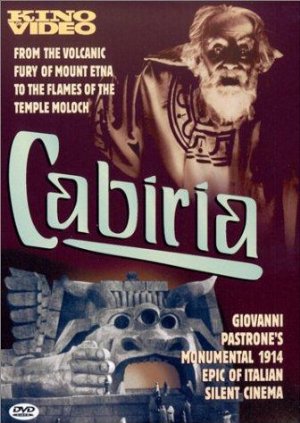 KINO
VIDEO
FROM THE VOLCANIC
FURY OF MOUNT ETNA
TO THE FLAMES OF THE
TEMPLE MOLOCH
Cabiria
GIOVANNI
PASTRONE'S
MONUMENTAL 1914
EPIC OF ITALIAN
SILENT CINEMA
DVD